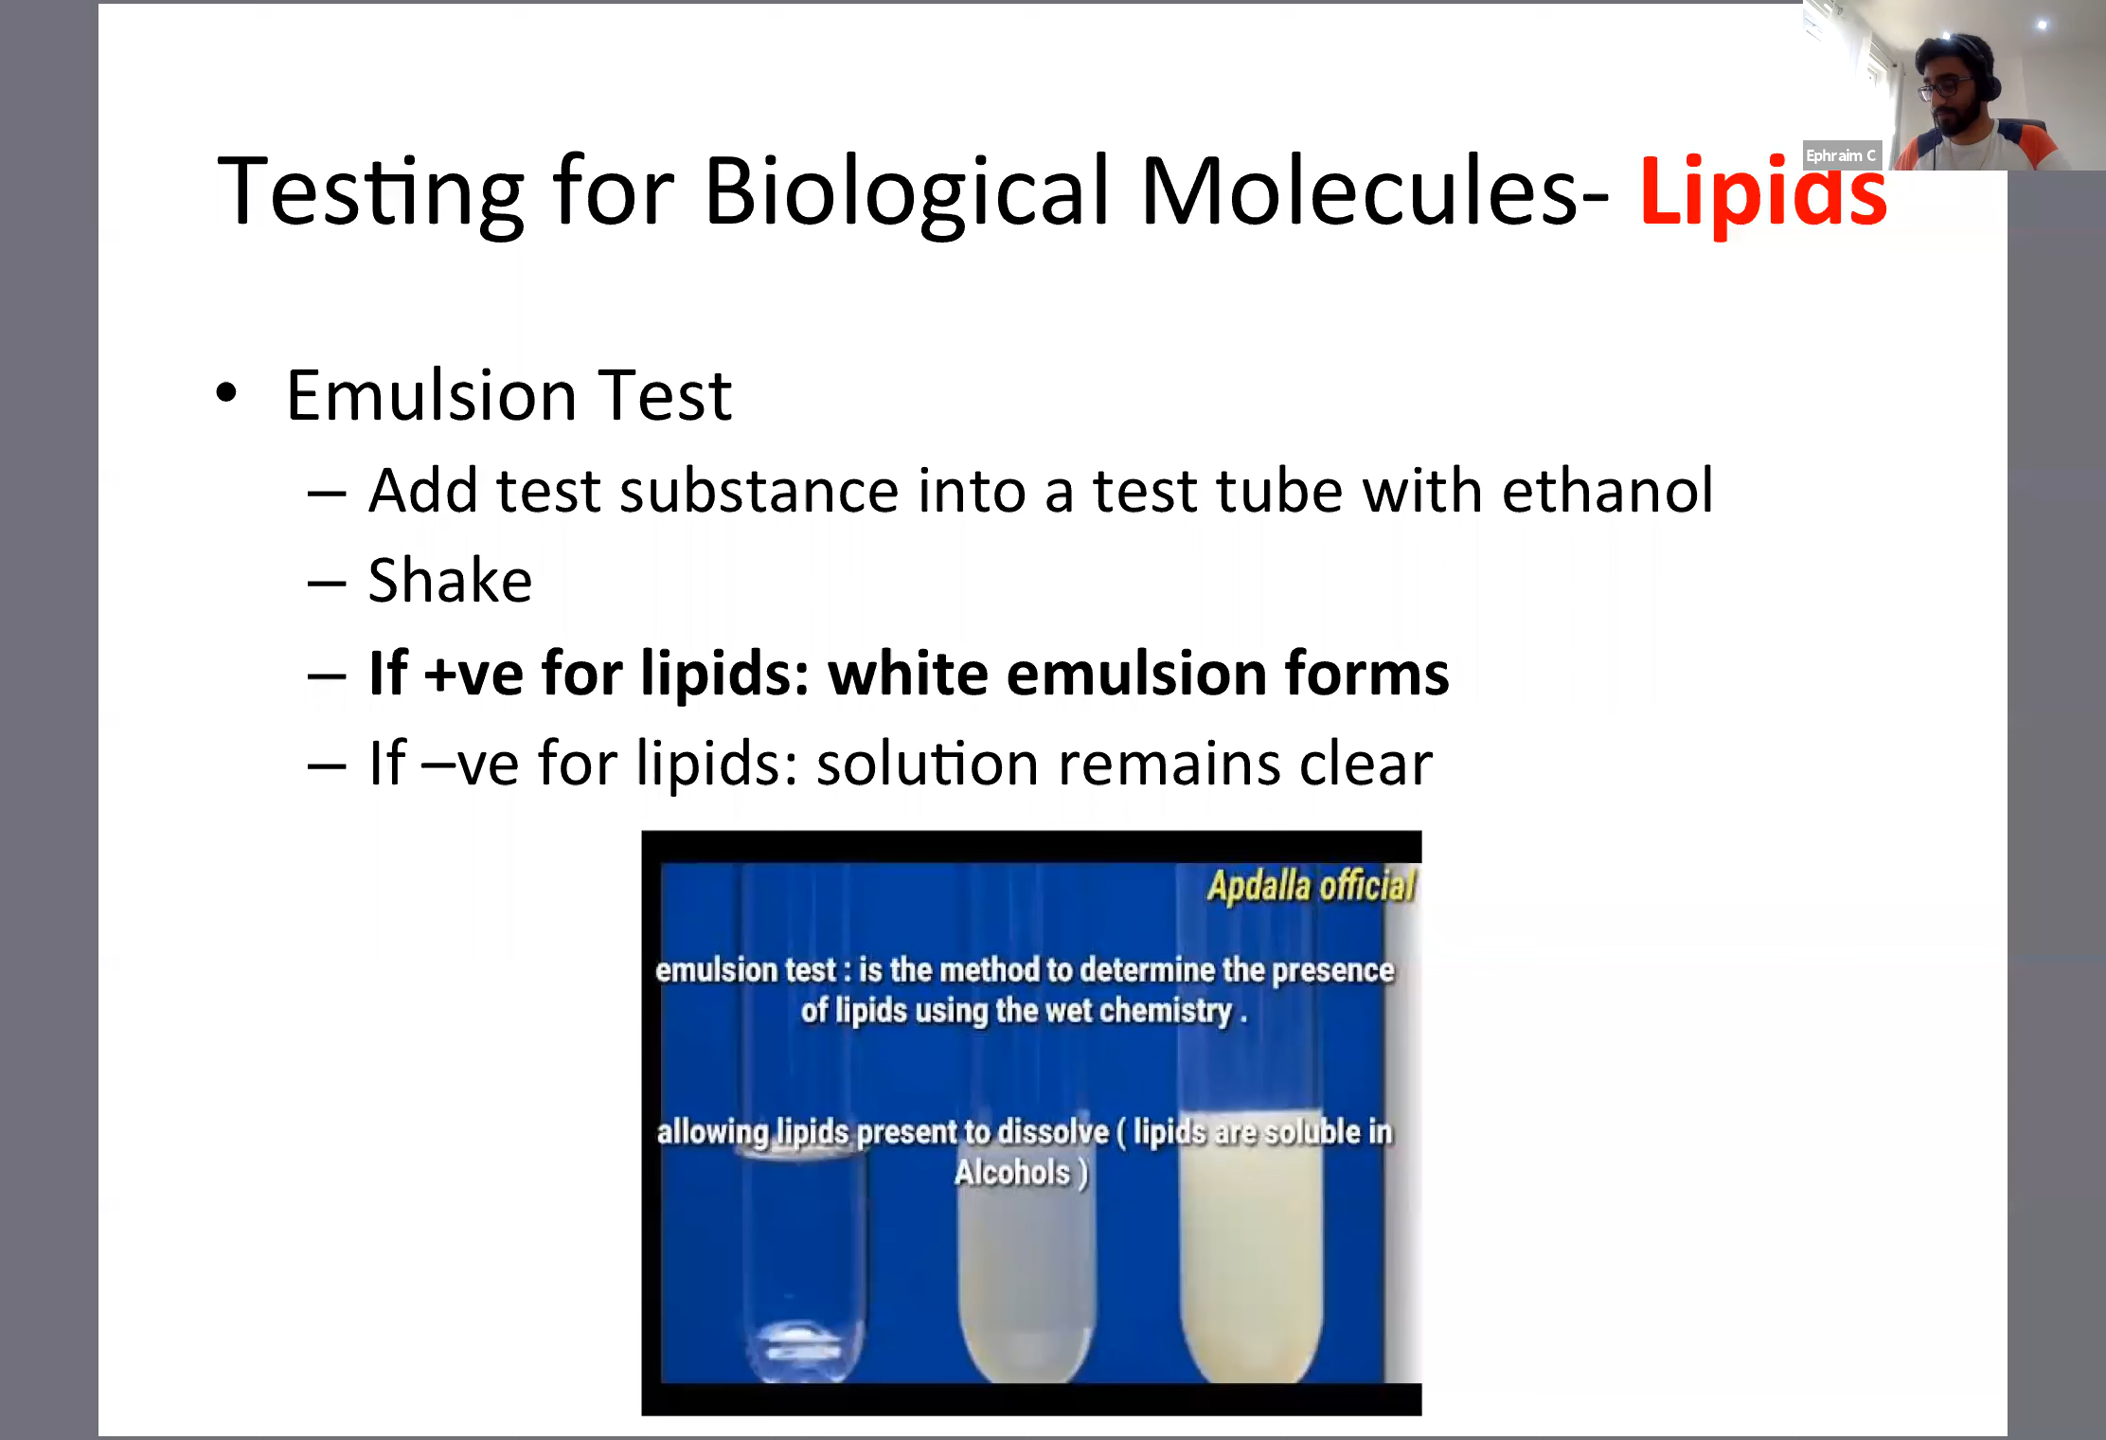 Ephraim C
Testing for Biological Molecules- Lipids
• Emulsion Test
– Add test substance into a test tube with ethanol
– Shake
– If +ve for lipids: white emulsion forms
– If –ve for lipids: solution remains clear
Apdalla official
emulsion test : is the method to determine the presence
of lipids using the wet chemistry .
allowing lipids present to dissolve ( lipids are soluble in
Alcohols )